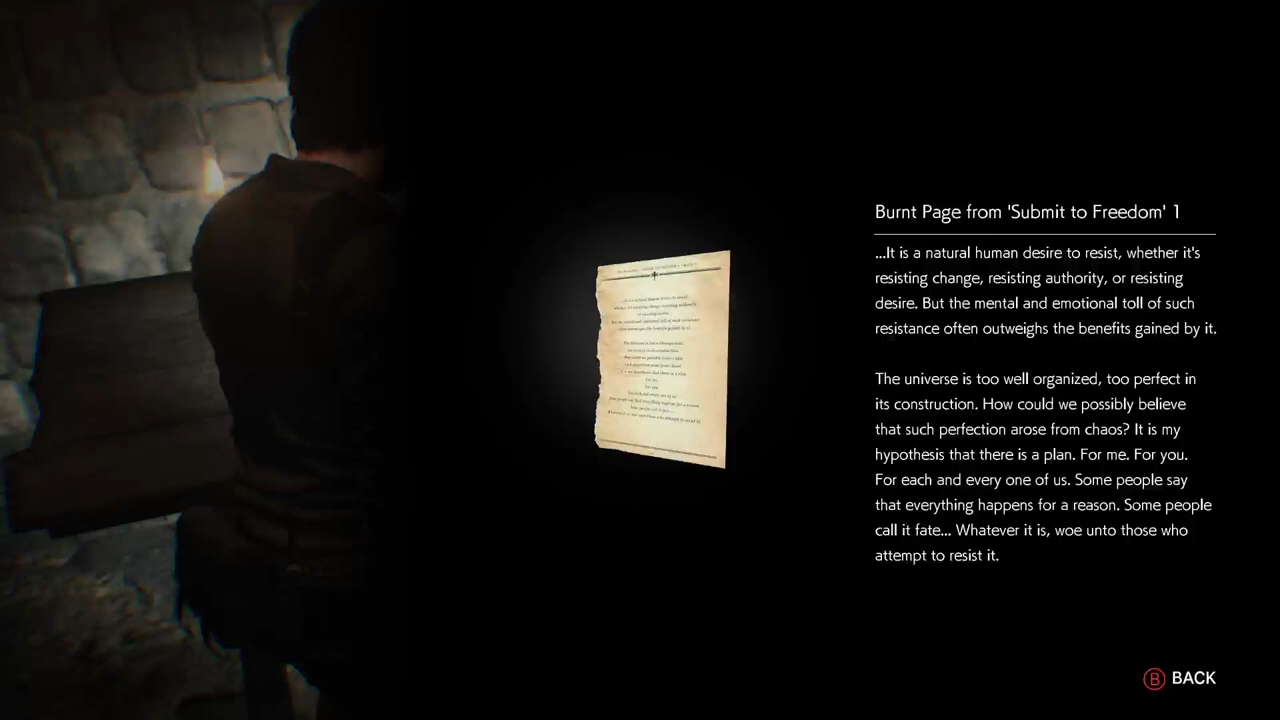 Burnt Page from 'Submit to Freedom' 1
...It is a natural human desire to resist, whether it's
resisting change, resisting authority, or resisting
desire. But the mental and emotional toll of such
resistance often outweighs the benefits gained by it.
The universe is too well organized, too perfect in
its construction. How could we possibly believe
that such perfection arose from chaos? It is my
hypothesis that there is a plan. For me. For you.
For each and every one of us. Some people say
that everything happens for a reason. Some people
call it fate... Whatever it is, woe unto those who
attempt to resist it.
B BACK